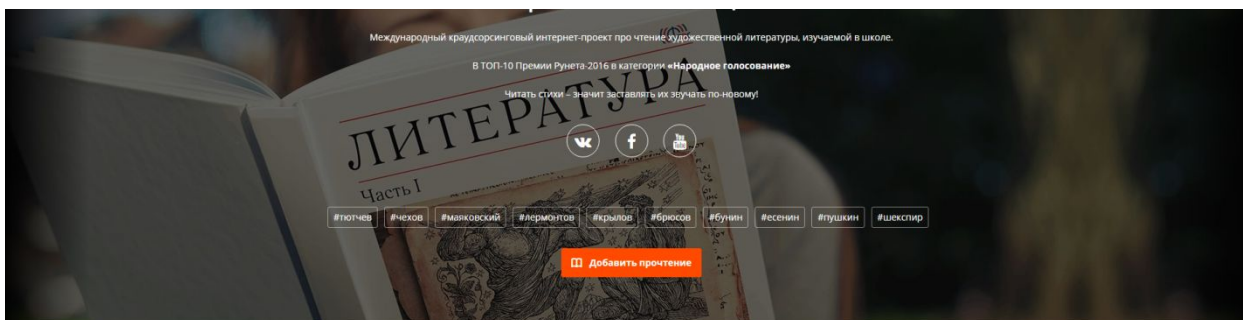 Международный краудсорсинговый интернет-проект про чтение художественной литературы, изучаемой в школе.
В ТОП-10 Премии Рунета-2016 в категории «Народное голосование»
Читать стихи – значит заставлять их звучать по-новому!
ЛИТЕРАТУРА
Часть I
You
Tube
#тютчев #чехов #маяковский #лермонтов #крылов #брюсов #бунин #есенин #пушкин #шекспир
Добавить прочтение